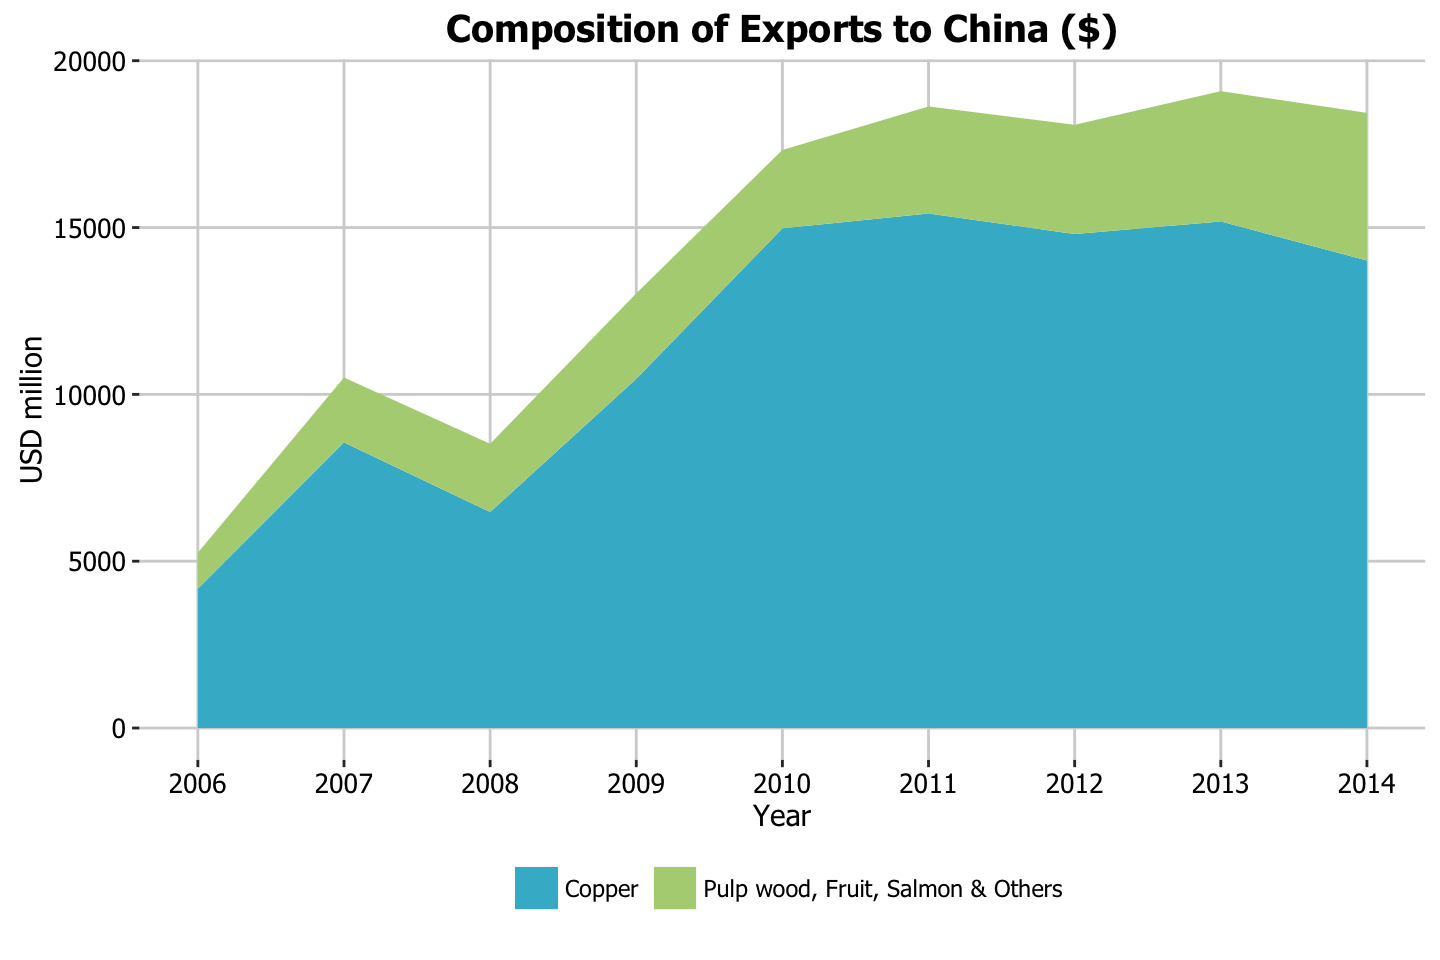 Composition of Exports to China ($)
20000
15000
10000
5000
0
USD million
2006 2007 2008 2009 2010 2011 2012 2013 2014
Year
Copper Pulp wood, Fruit, Salmon & Others